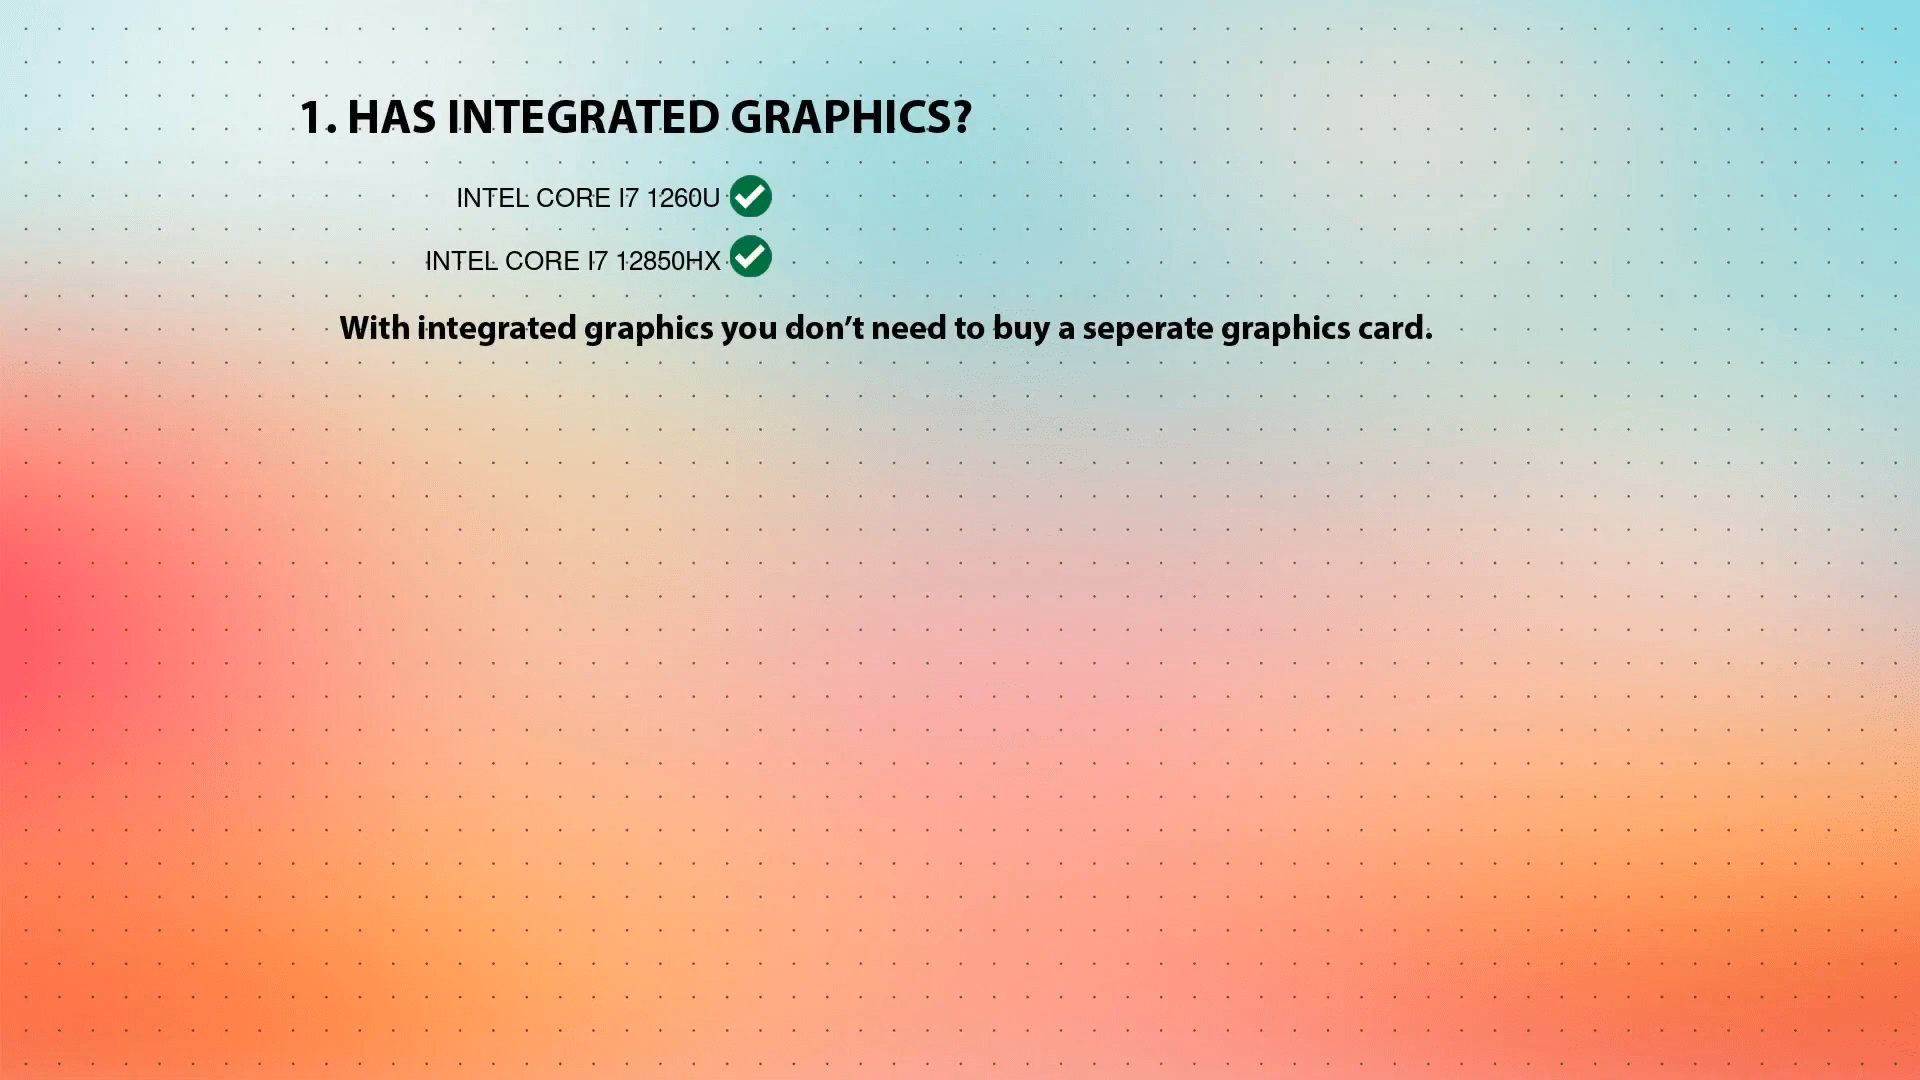 1. HAS INTEGRATED GRAPHICS?
INTEL CORE I7 1260U
INTEL CORE I7 12850HX
With integrated graphics you don’t need to buy a seperate graphics card.